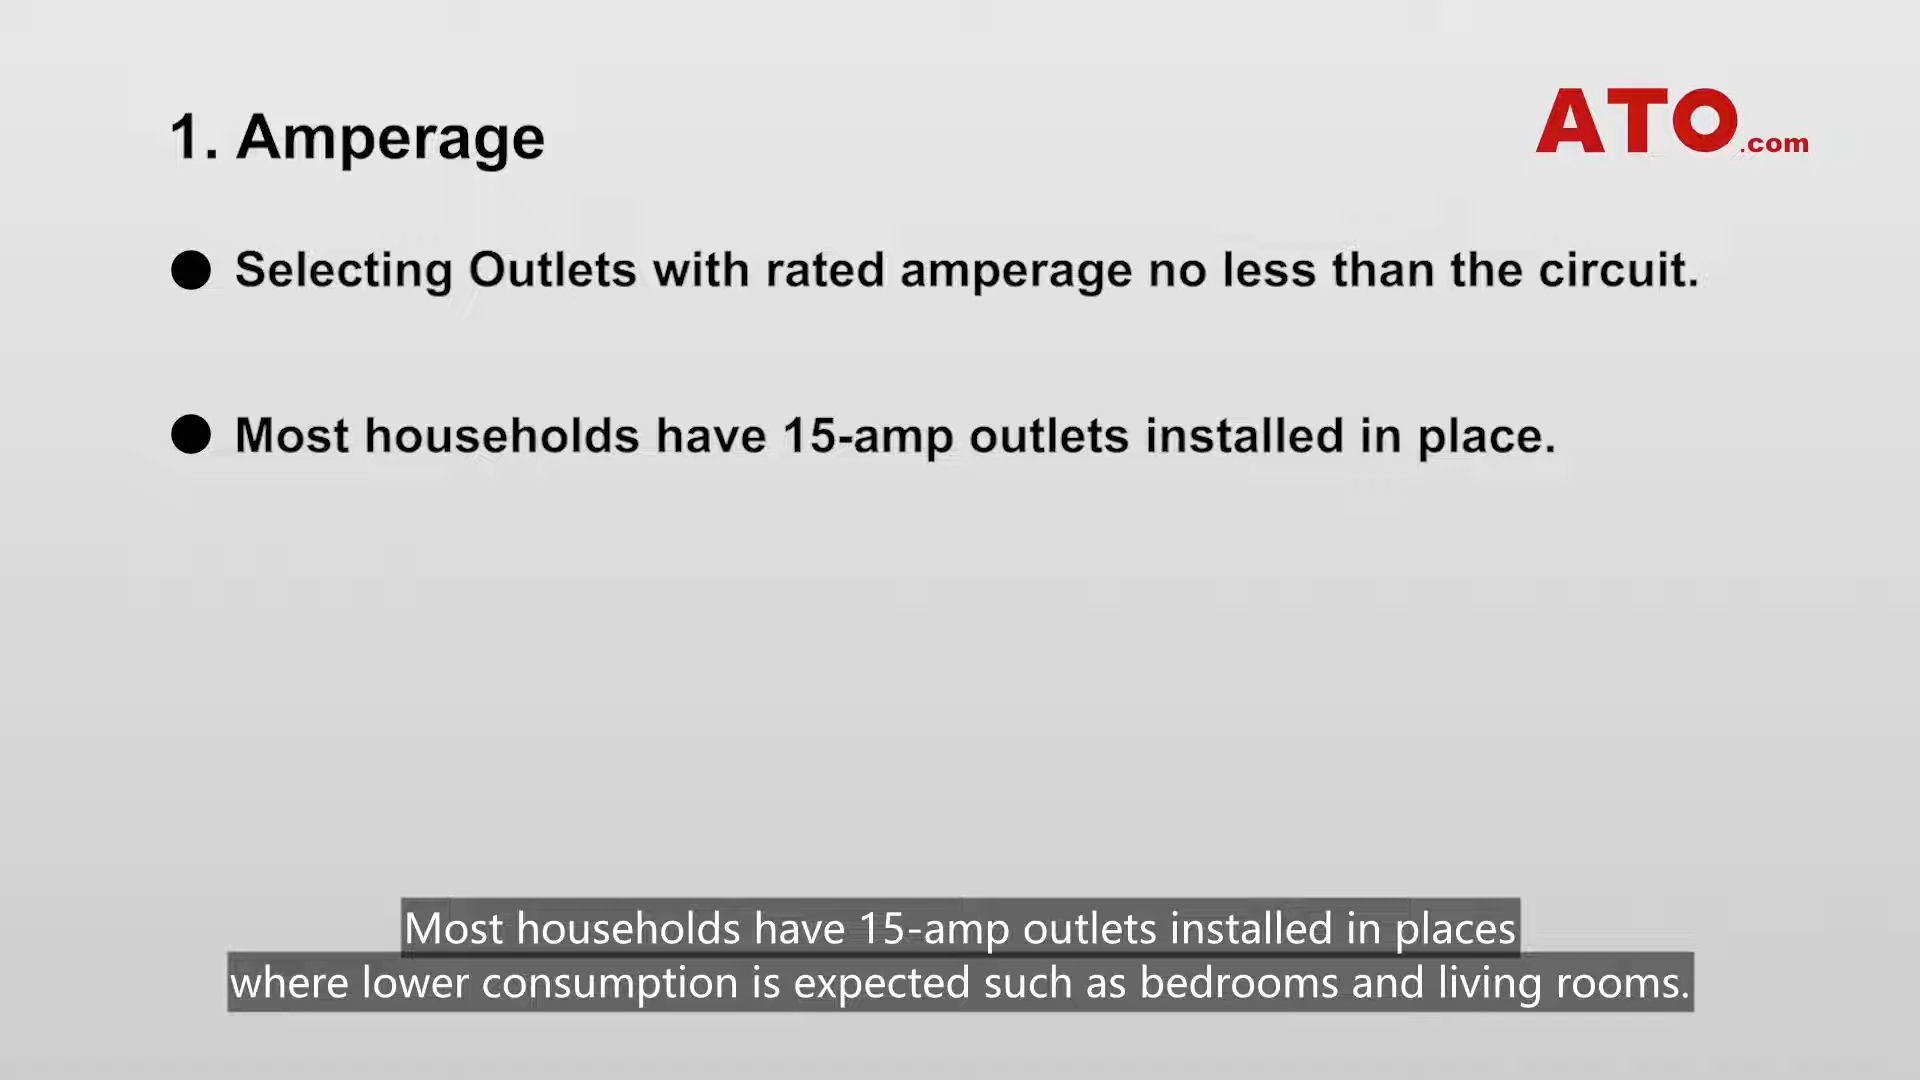 1. Amperage
ATO.com
● Selecting Outlets with rated amperage no less than the circuit.
● Most households have 15-amp outlets installed in place.
Most households have 15-amp outlets installed in places
where lower consumption is expected such as bedrooms and living rooms.